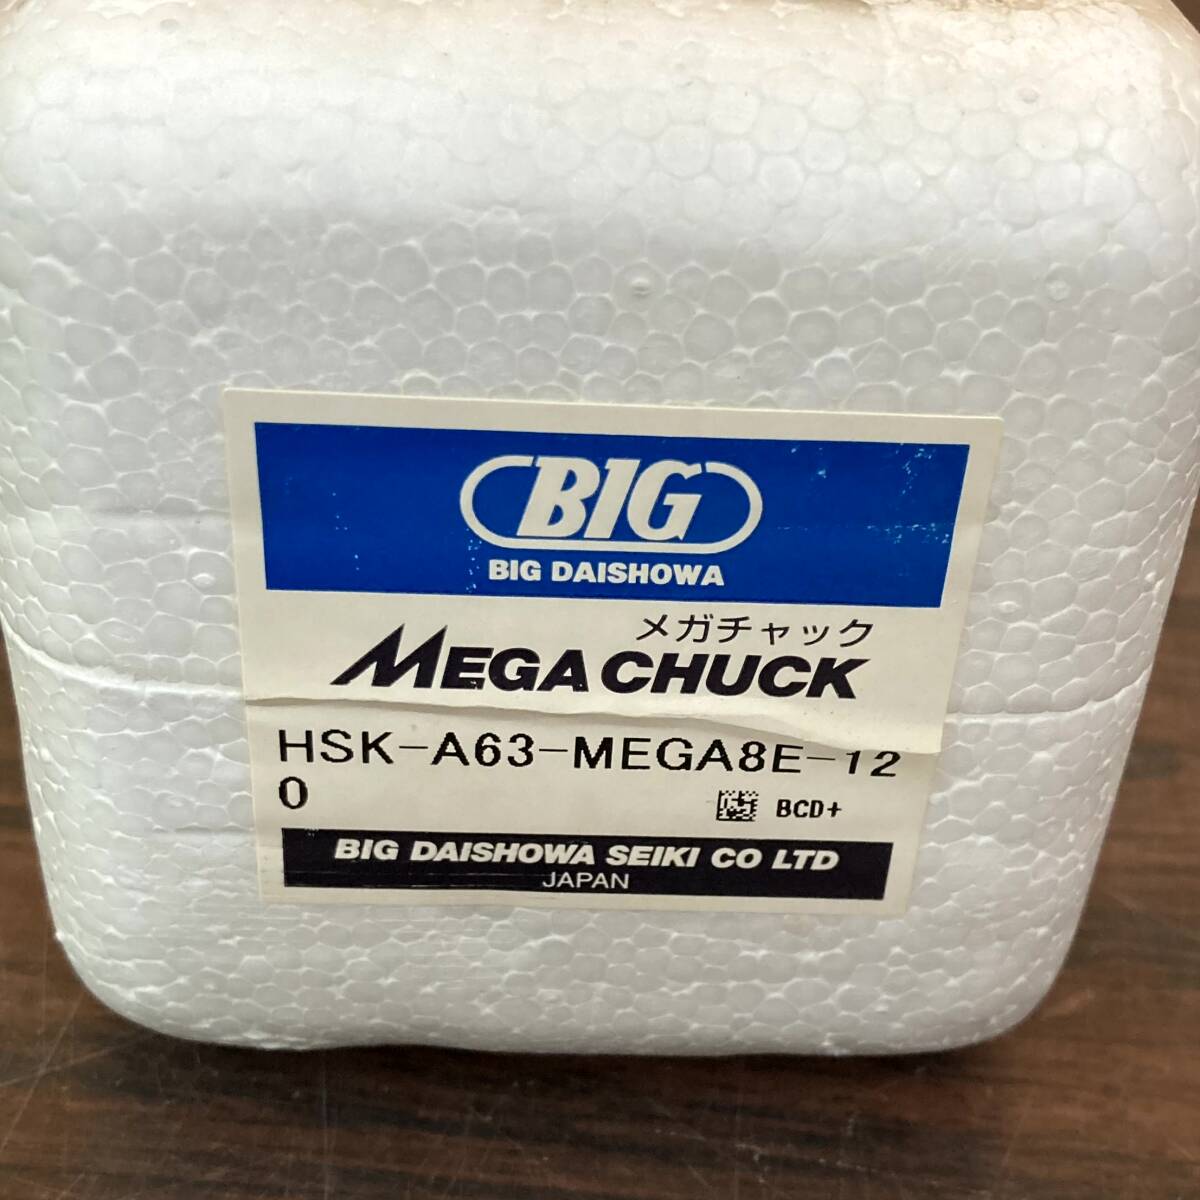 BIG
BIG DAISHOWA
メガチャック
MEGA CHUCK
HSK-A63-MEGA8E-12
0
BCD+
BIG DAISHOWA SEIKI CO LTD
JAPAN